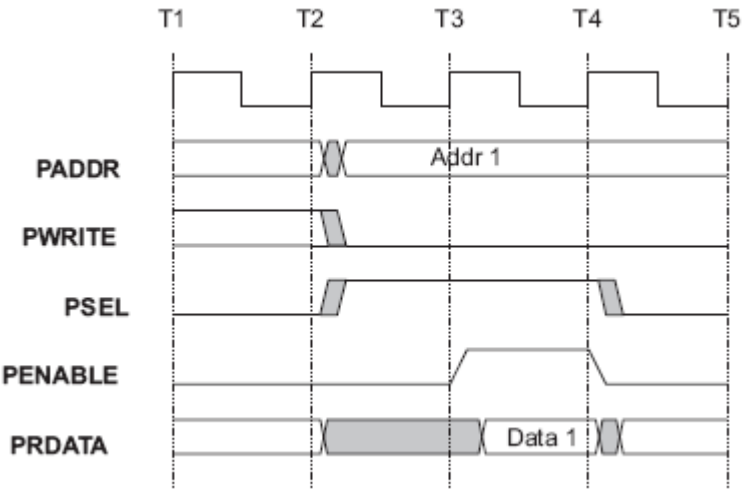 T1 T2 T3 T4 T5
PADDR Addr 1
PWRITE
PSEL
PENABLE
PRDATA Data 1